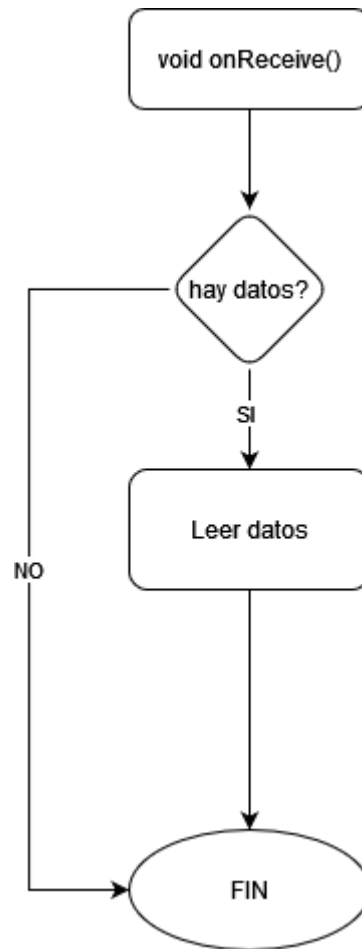 void onReceive()
hay datos?
SI
Leer datos
NO
FIN